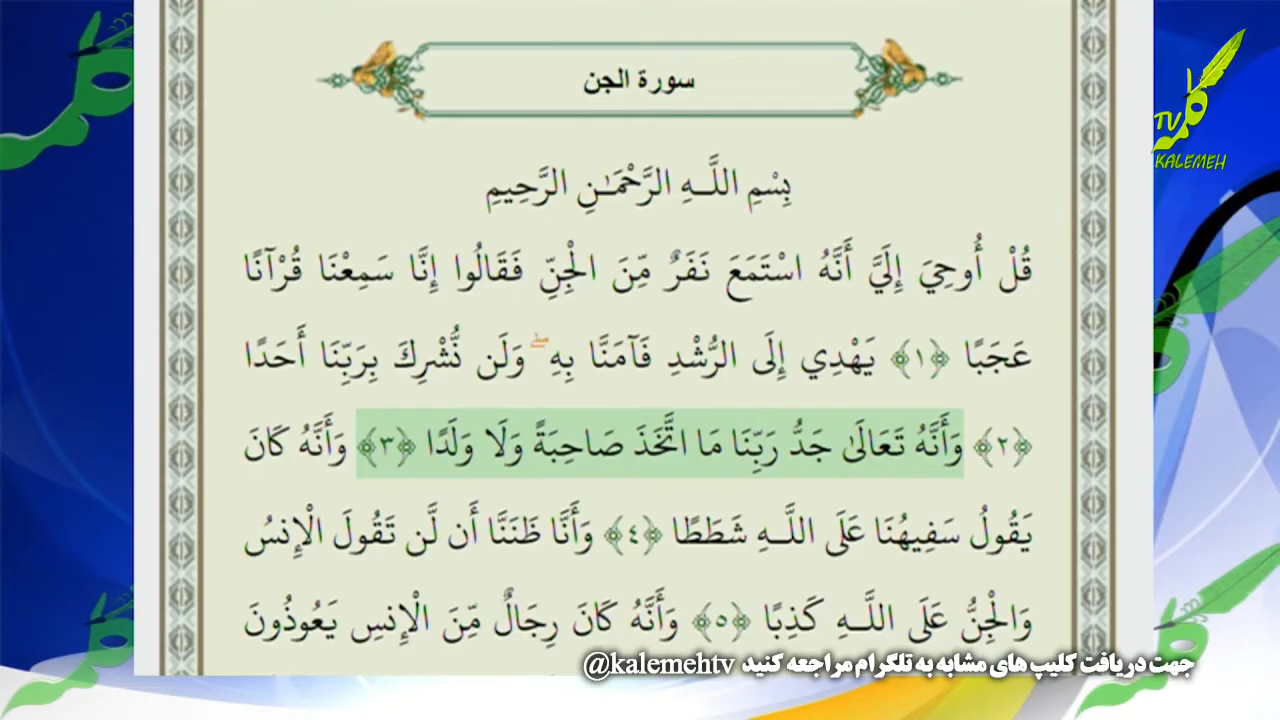 سورة الجن
بِسْمِ اللَّـهِ الرَّحْمَـٰنِ الرَّحِيمِ
قُلْ أُوحِيَ إِلَيَّ أَنَّهُ اسْتَمَعَ نَفَرٌ مِّنَ الْجِنِّ فَقَالُوا إِنَّا سَمِعْنَا قُرْآنًا
عَجَبًا ﴿١﴾ يَهْدِي إِلَى الرُّشْدِ فَآمَنَّا بِهِ ۖ وَلَن نُّشْرِكَ بِرَبِّنَا أَحَدًا
﴿٢﴾ وَأَنَّهُ تَعَالَىٰ جَدُّ رَبِّنَا مَا اتَّخَذَ صَاحِبَةً وَلَا وَلَدًا ﴿٣﴾ وَأَنَّهُ كَانَ
يَقُولُ سَفِيهُنَا عَلَى اللَّـهِ شَطَطًا ﴿٤﴾ وَأَنَّا ظَنَنَّا أَن لَّن تَقُولَ الْإِنسُ
وَالْجِنُّ عَلَى اللَّـهِ كَذِبًا ﴿٥﴾ وَأَنَّهُ كَانَ رِجَالٌ مِّنَ الْإِنسِ يَعُوذُونَ
جهت دریافت کلیپ های مشابه به تلگرام مراجعه کنید @kalemehtv
کلمه TV
KALEMEH